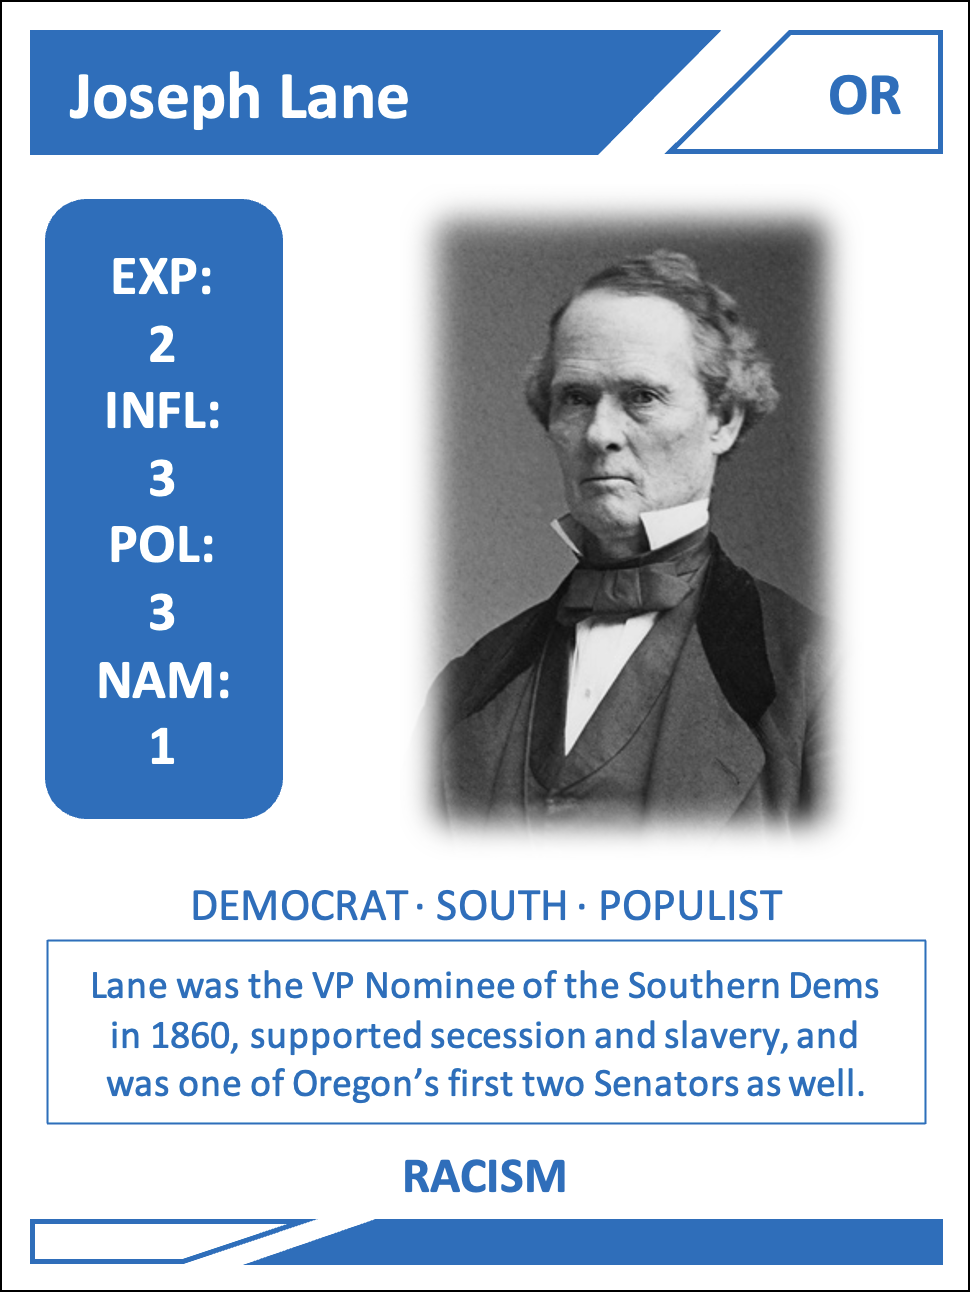 Joseph Lane
OR
EXP:
2
INFL:
3
POL:
3
NAM:
1
DEMOCRAT · SOUTH · POPULIST
Lane was the VP Nominee of the Southern Dems
in 1860, supported secession and slavery, and
was one of Oregon’s first two Senators as well.
RACISM